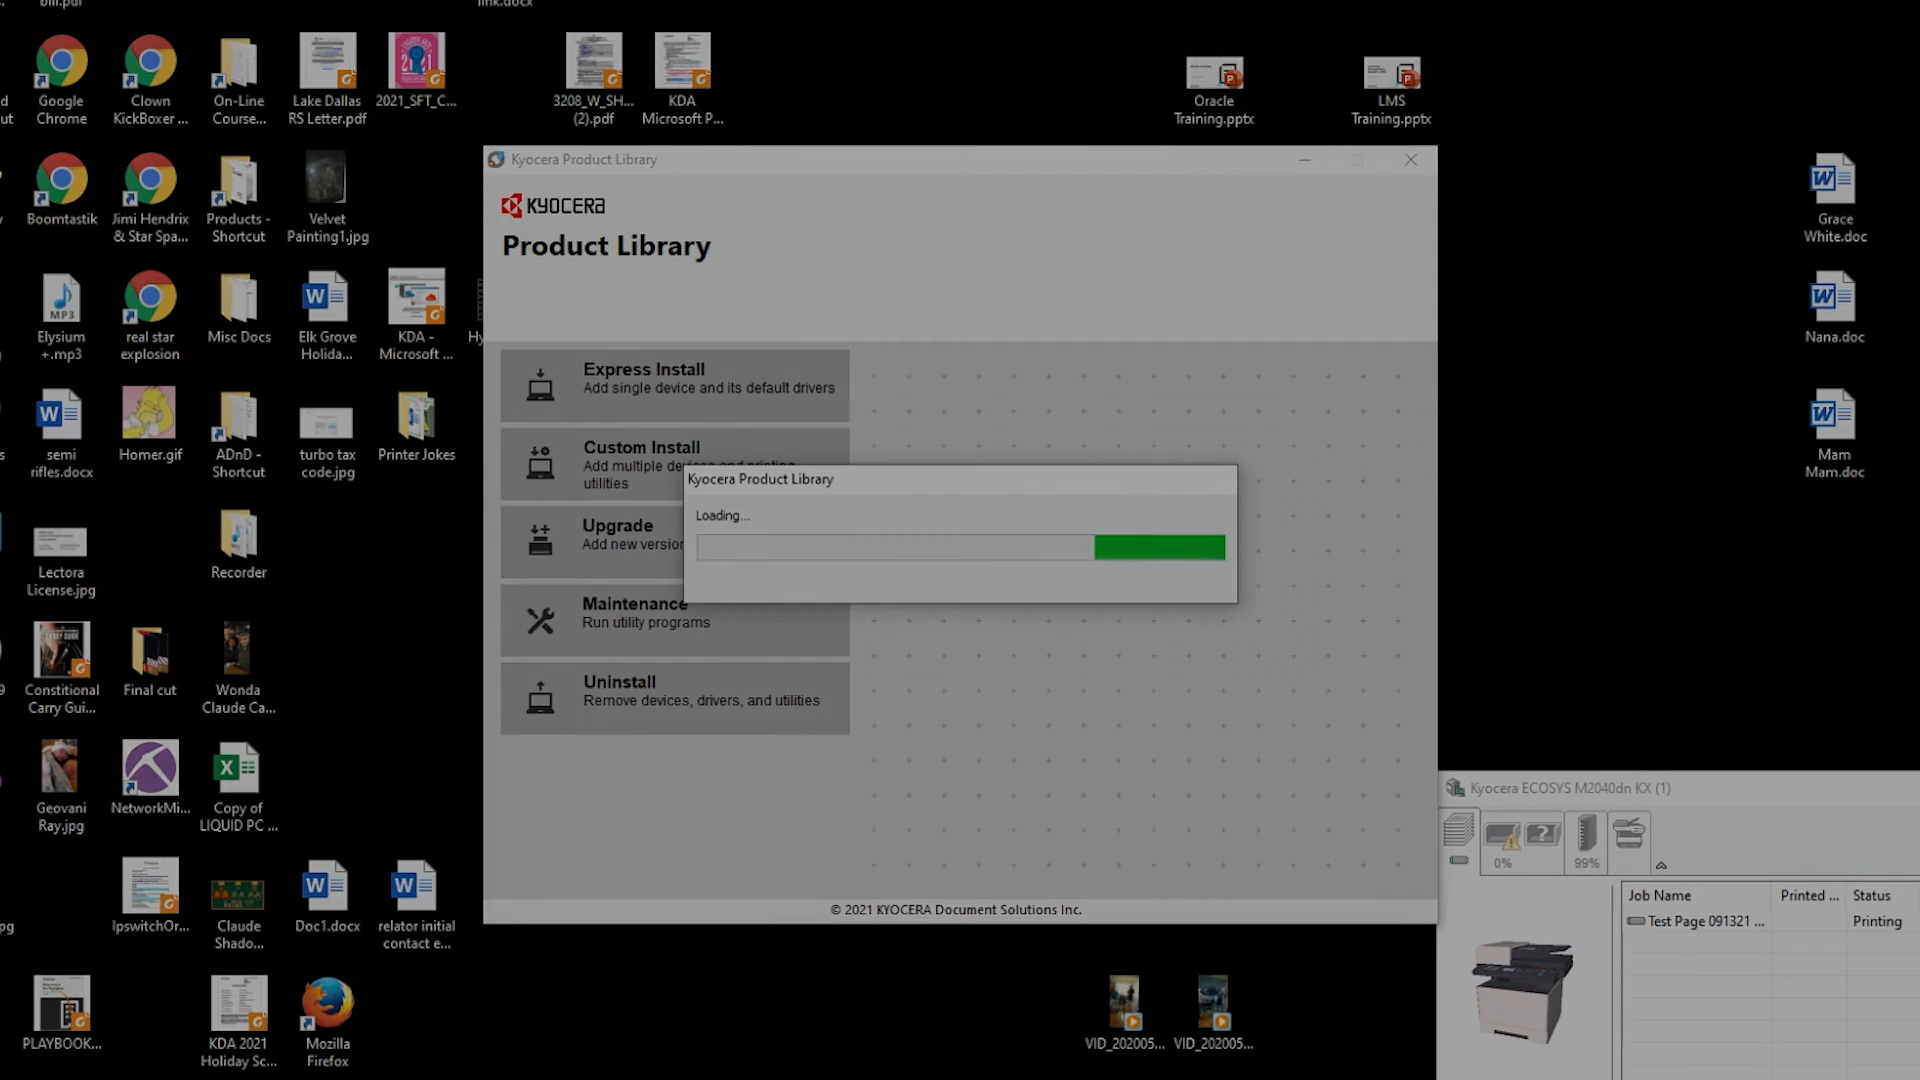 bill.pdf
link.docx
Google
Chrome
Clown
KickBoxer ...
On-Line
Course...
Lake Dallas
RS Letter.pdf
2021_SFT_C...
3208_W_SH...
(2).pdf
KDA
Microsoft P...
Oracle
Training.pptx
LMS
Training.pptx
Boomtastik
Jimi Hendrix
& Star Spa...
Products -
Shortcut
Velvet
Painting1.jpg
Grace
White.doc
MP3
Elysium
+.mp3
real star
explosion
Misc Docs
Elk Grove
Holida...
KDA -
Microsoft ...
Hy
Nana.doc
semi
rifles.docx
Homer.gif
ADnD -
Shortcut
turbo tax
code.jpg
Printer Jokes
Mam
Mam.doc
Lectora
License.jpg
Recorder
Constitional
Carry Gui...
Final cut
Wonda
Claude Ca...
Geovani
Ray.jpg
NetworkMi...
Copy of
LIQUID PC ...
IpswitchOr...
Claude
Shado...
Doc1.docx
relator initial
contact e...
PLAYBOOK...
KDA 2021
Holiday Sc...
Mozilla
Firefox
VID_202005...
VID_202005...
Kyocera Product Library
KYOCERA
Product Library
Express Install
Add single device and its default drivers
Custom Install
Add multiple devices and printing
utilities
Upgrade
Add new version
Maintenance
Run utility programs
Uninstall
Remove devices, drivers, and utilities
Kyocera Product Library
Loading...
© 2021 KYOCERA Document Solutions Inc.
Kyocera ECOSYS M2040dn KX (1)
0%
99%
Job Name
Printed ...
Status
Test Page 091321 ...
Printing